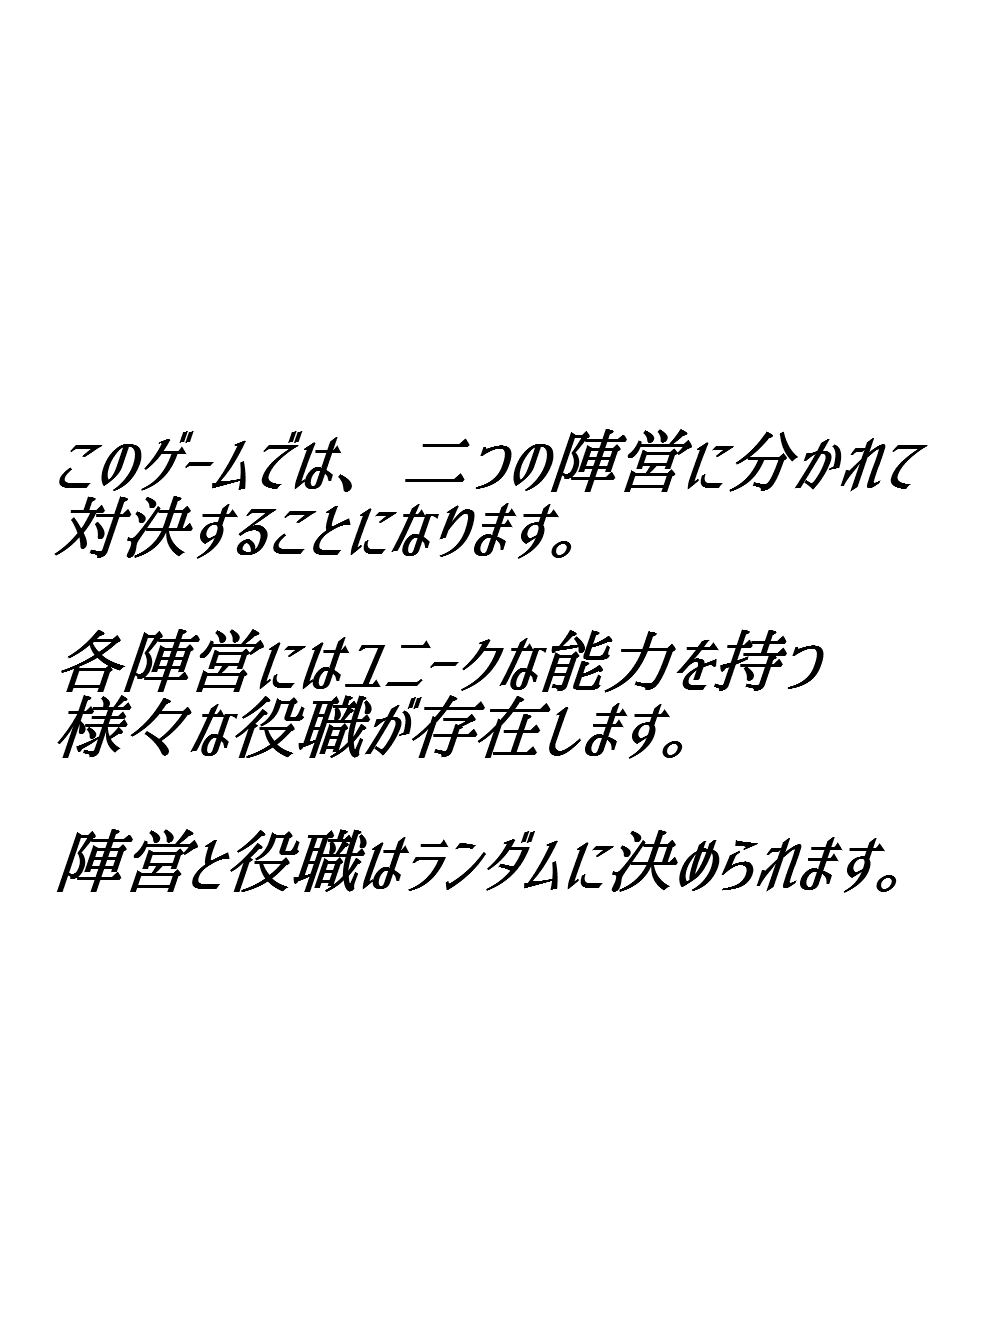 このゲームでは、二つの陣営に分かれて
対決することになります。
各陣営にはユニークな能力を持つ
様々な役職が存在します。
陣営と役職はランダムに決められます。